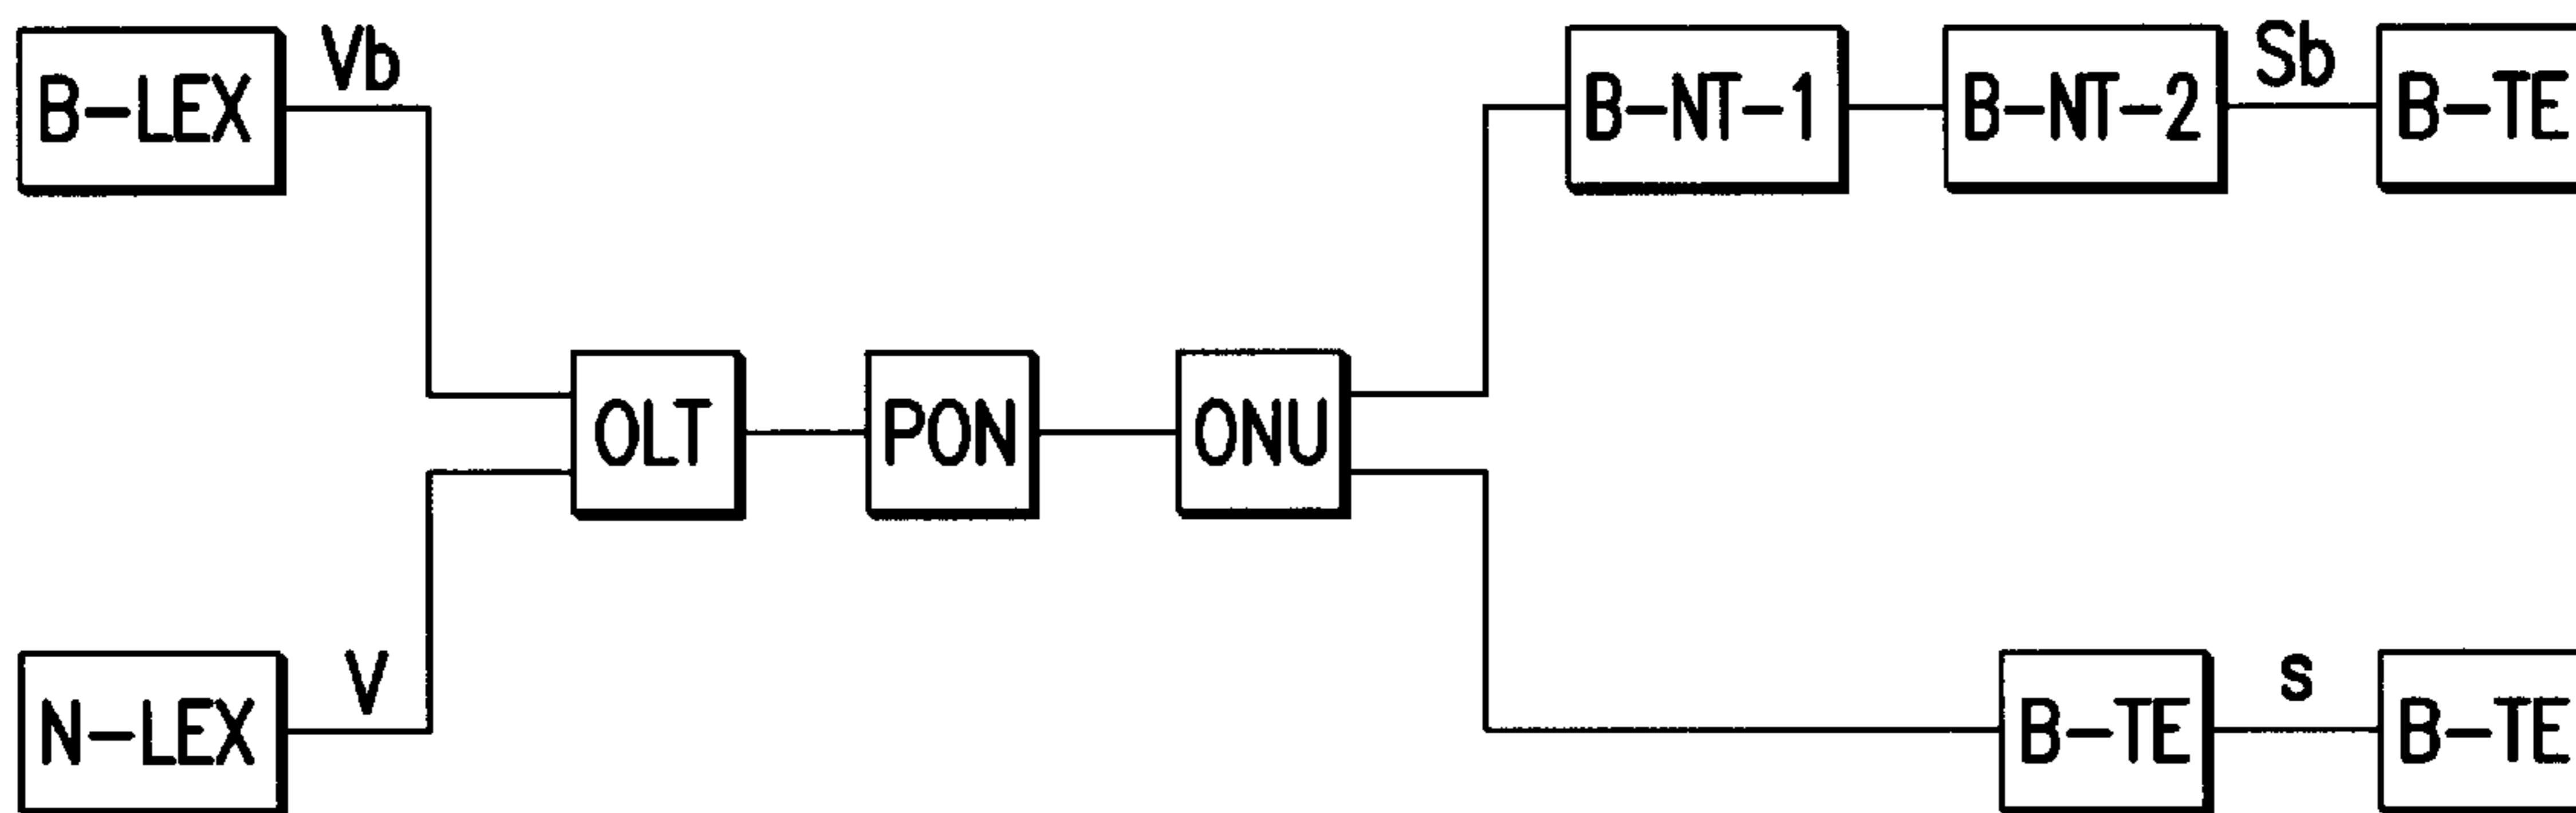 B-LEX Vb B-NT-1 B-NT-2 Sb B-TE
OLT PON ONU
N-LEX V B-TE s B-TE